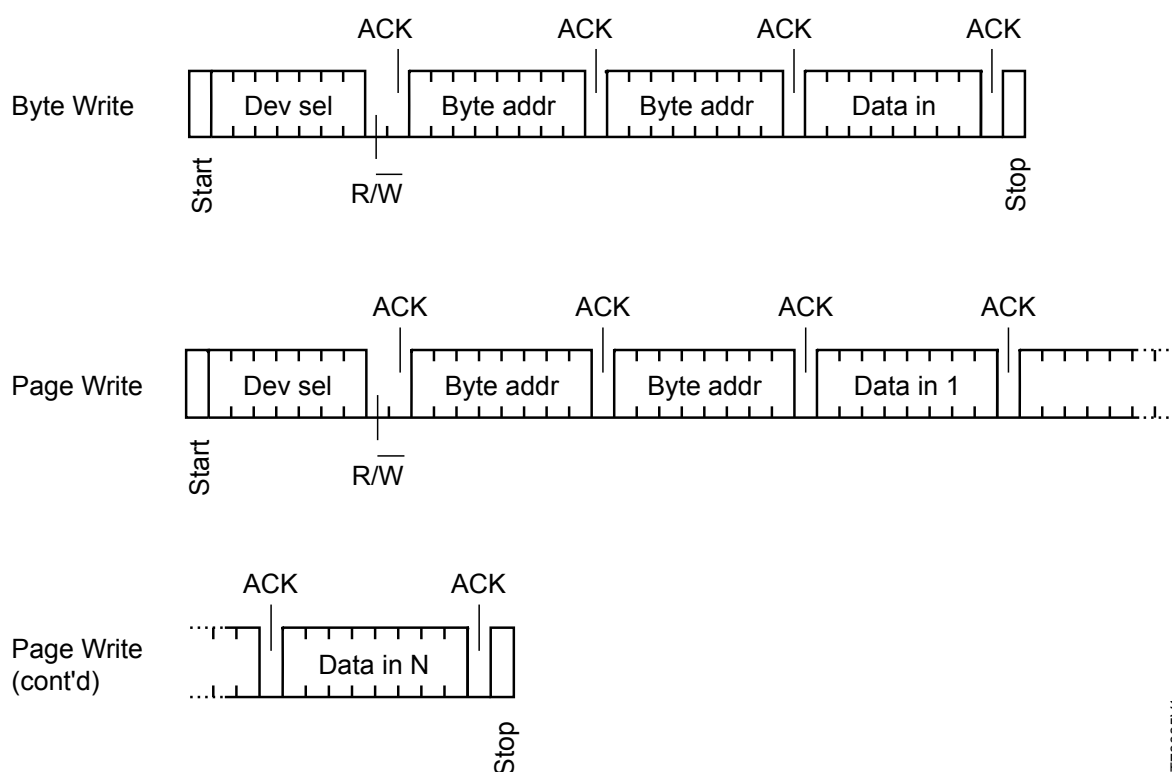 ACK ACK ACK ACK
Byte Write Dev sel Byte addr Byte addr Data in
Start R/W̅ Stop
ACK ACK ACK ACK
Page Write Dev sel Byte addr Byte addr Data in 1
Start R/W̅
ACK ACK
Page Write
(cont'd)
Data in N
Stop